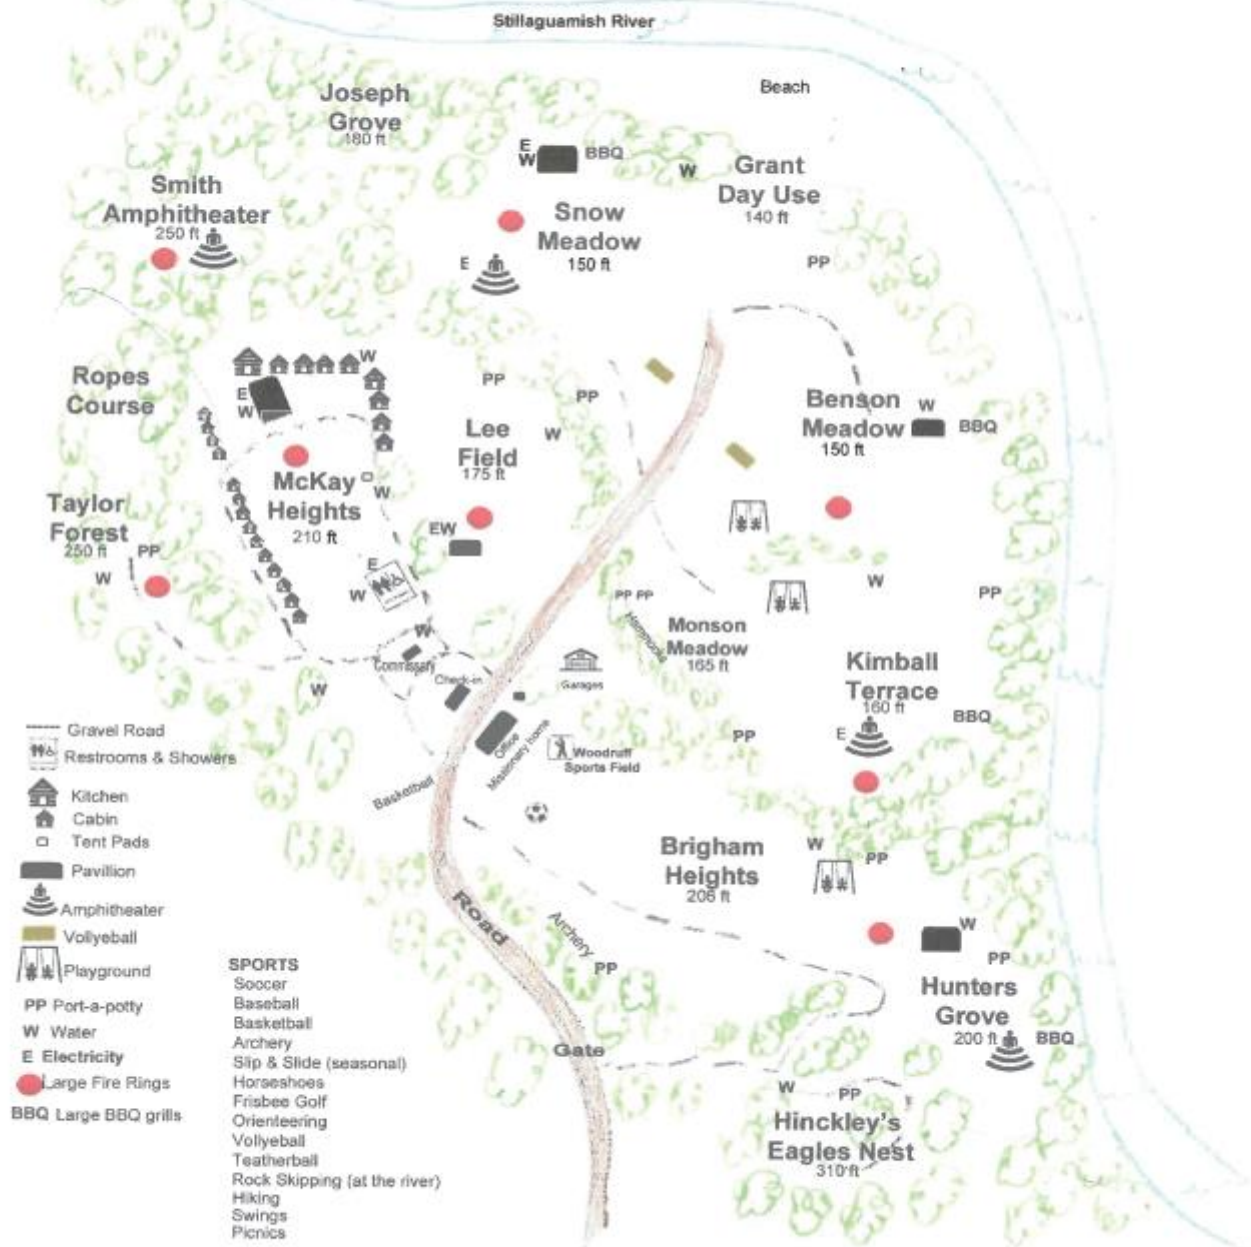 Stillaguamish River
Beach
Joseph
Grove
180 ft
E
W
BBQ
W
Grant
Day Use
140 ft
Smith
Amphitheater
250 ft
Snow
Meadow
150 ft
E
PP
Ropes
Course
W
E
W
PP
PP
Lee
Field
175 ft
W
Benson
Meadow
150 ft
W
BBQ
McKay
Heights
210 ft
W
Taylor
Forest
250 ft
PP
W
EW
E
W
W
PP PP
Hammocks
Monson
Meadow
165 ft
W
PP
Commissary
Check-in
Garages
W
Kimball
Terrace
160 ft
E
BBQ
PP
Office
Missionary home
Woodruff
Sports Field
Basketball
Gravel Road
Restrooms & Showers
Kitchen
Cabin
Tent Pads
Pavillion
Amphitheater
Vollyeball
Playground
PP Port-a-potty
W Water
E Electricity
Large Fire Rings
BBQ Large BBQ grills
Brigham
Heights
206 ft
W
PP
Road
Archery
PP
W
PP
Hunters
Grove
200 ft
BBQ
Gate
W
PP
Hinckley's
Eagles Nest
310 ft
SPORTS
Soccer
Baseball
Basketball
Archery
Slip & Slide (seasonal)
Horseshoes
Frisbee Golf
Orienteering
Vollyeball
Teatherball
Rock Skipping (at the river)
Hiking
Swings
Picnics